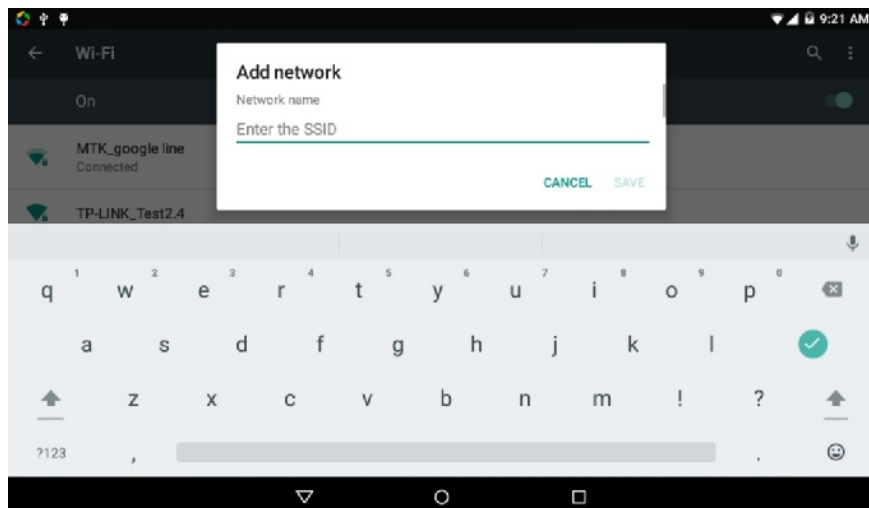 9:21 AM
Wi-Fi
On
MTK_google line
Connected
TP-LINK_Test2.4
Add network
Network name
Enter the SSID
CANCEL SAVE
1 2 3 4 5 6 7 8 9 0
q w e r t y u i o p
a s d f g h j k l
z x c v b n m ! ?
?123 , .